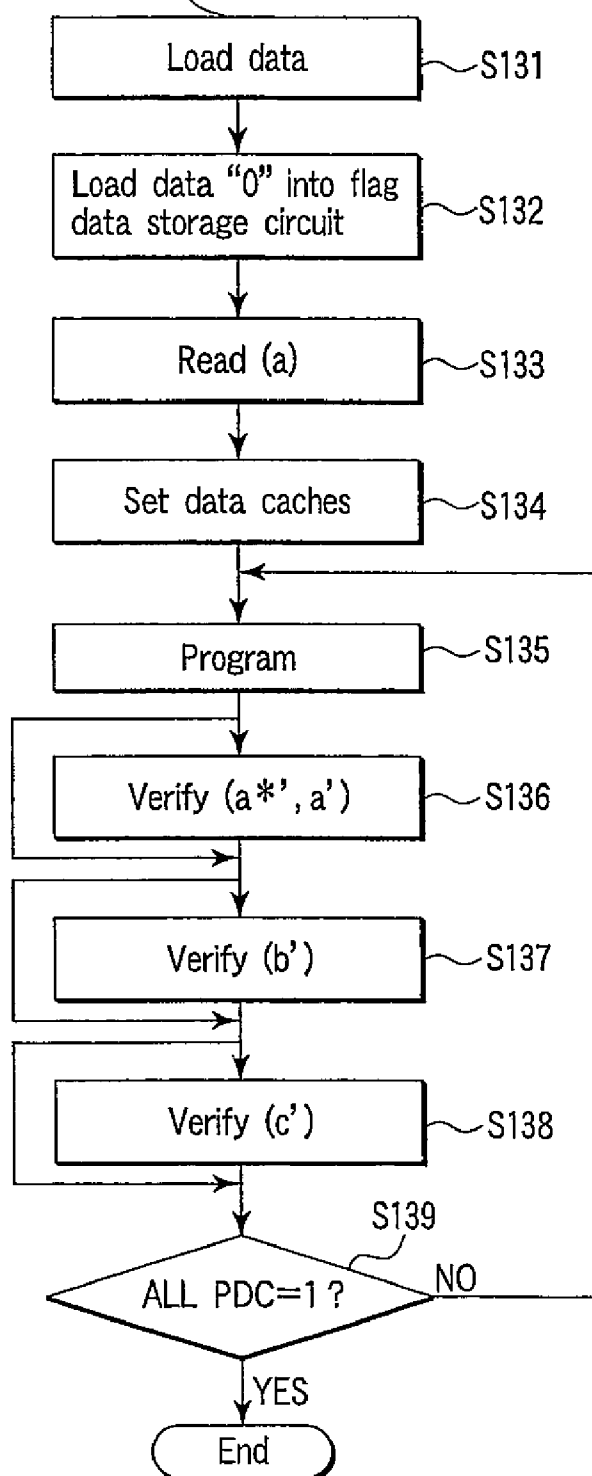 Load data
S131
Load data “0” into flag
data storage circuit
S132
Read (a)
S133
Set data caches
S134
Program
S135
Verify (a*', a')
S136
Verify (b')
S137
Verify (c')
S138
S139
ALL PDC=1?
NO
YES
End